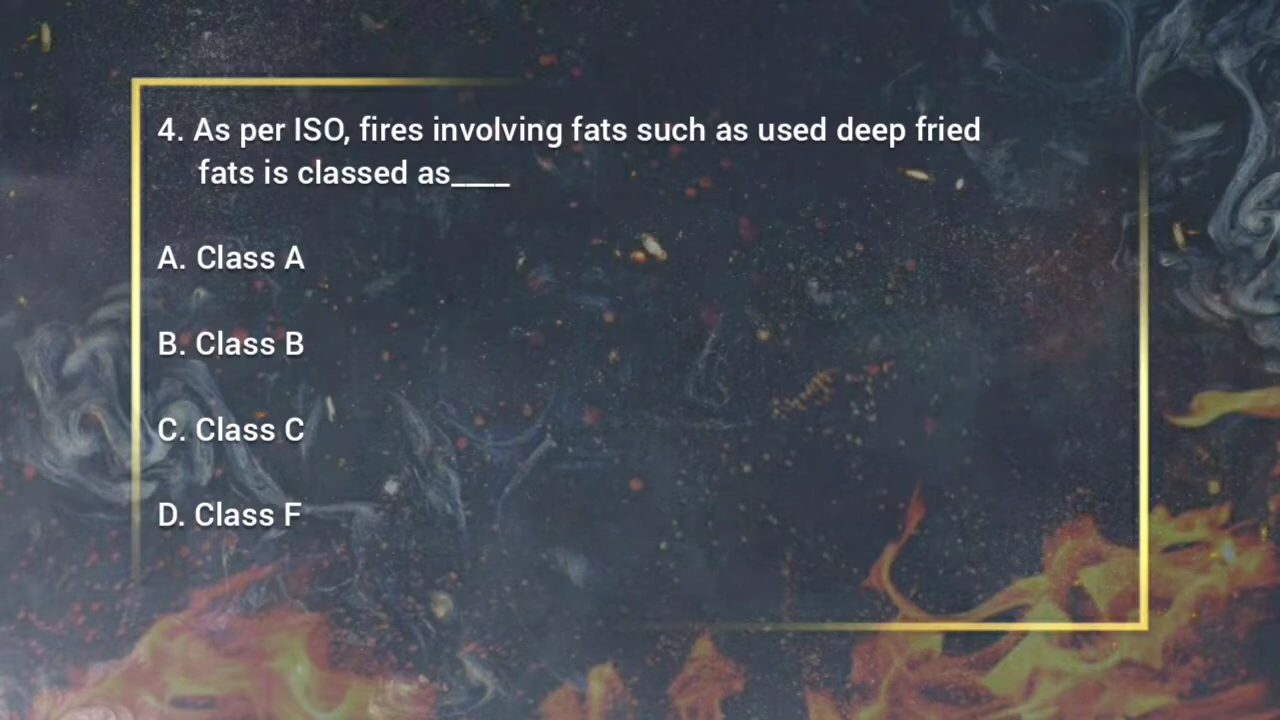 4. As per ISO, fires involving fats such as used deep fried
fats is classed as____
A. Class A
B. Class B
C. Class C
D. Class F